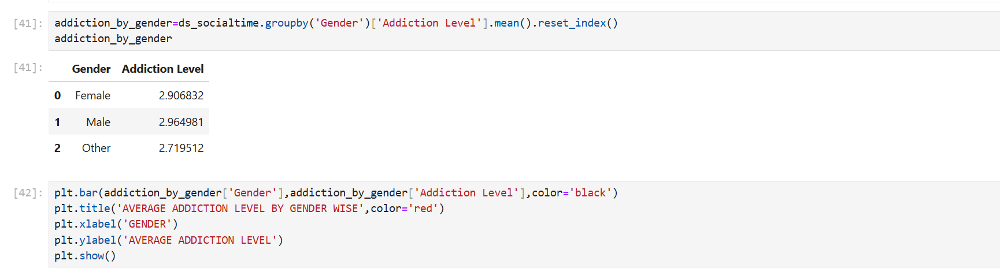 [41]: addiction_by_gender=ds_socialtime.groupby('Gender')['Addiction Level'].mean().reset_index()
addiction_by_gender
[41]:
Gender Addiction Level
0 Female 2.906832
1 Male 2.964981
2 Other 2.719512
[42]: plt.bar(addiction_by_gender['Gender'],addiction_by_gender['Addiction Level'],color='black')
plt.title('AVERAGE ADDICTION LEVEL BY GENDER WISE',color='red')
plt.xlabel('GENDER')
plt.ylabel('AVERAGE ADDICTION LEVEL')
plt.show()